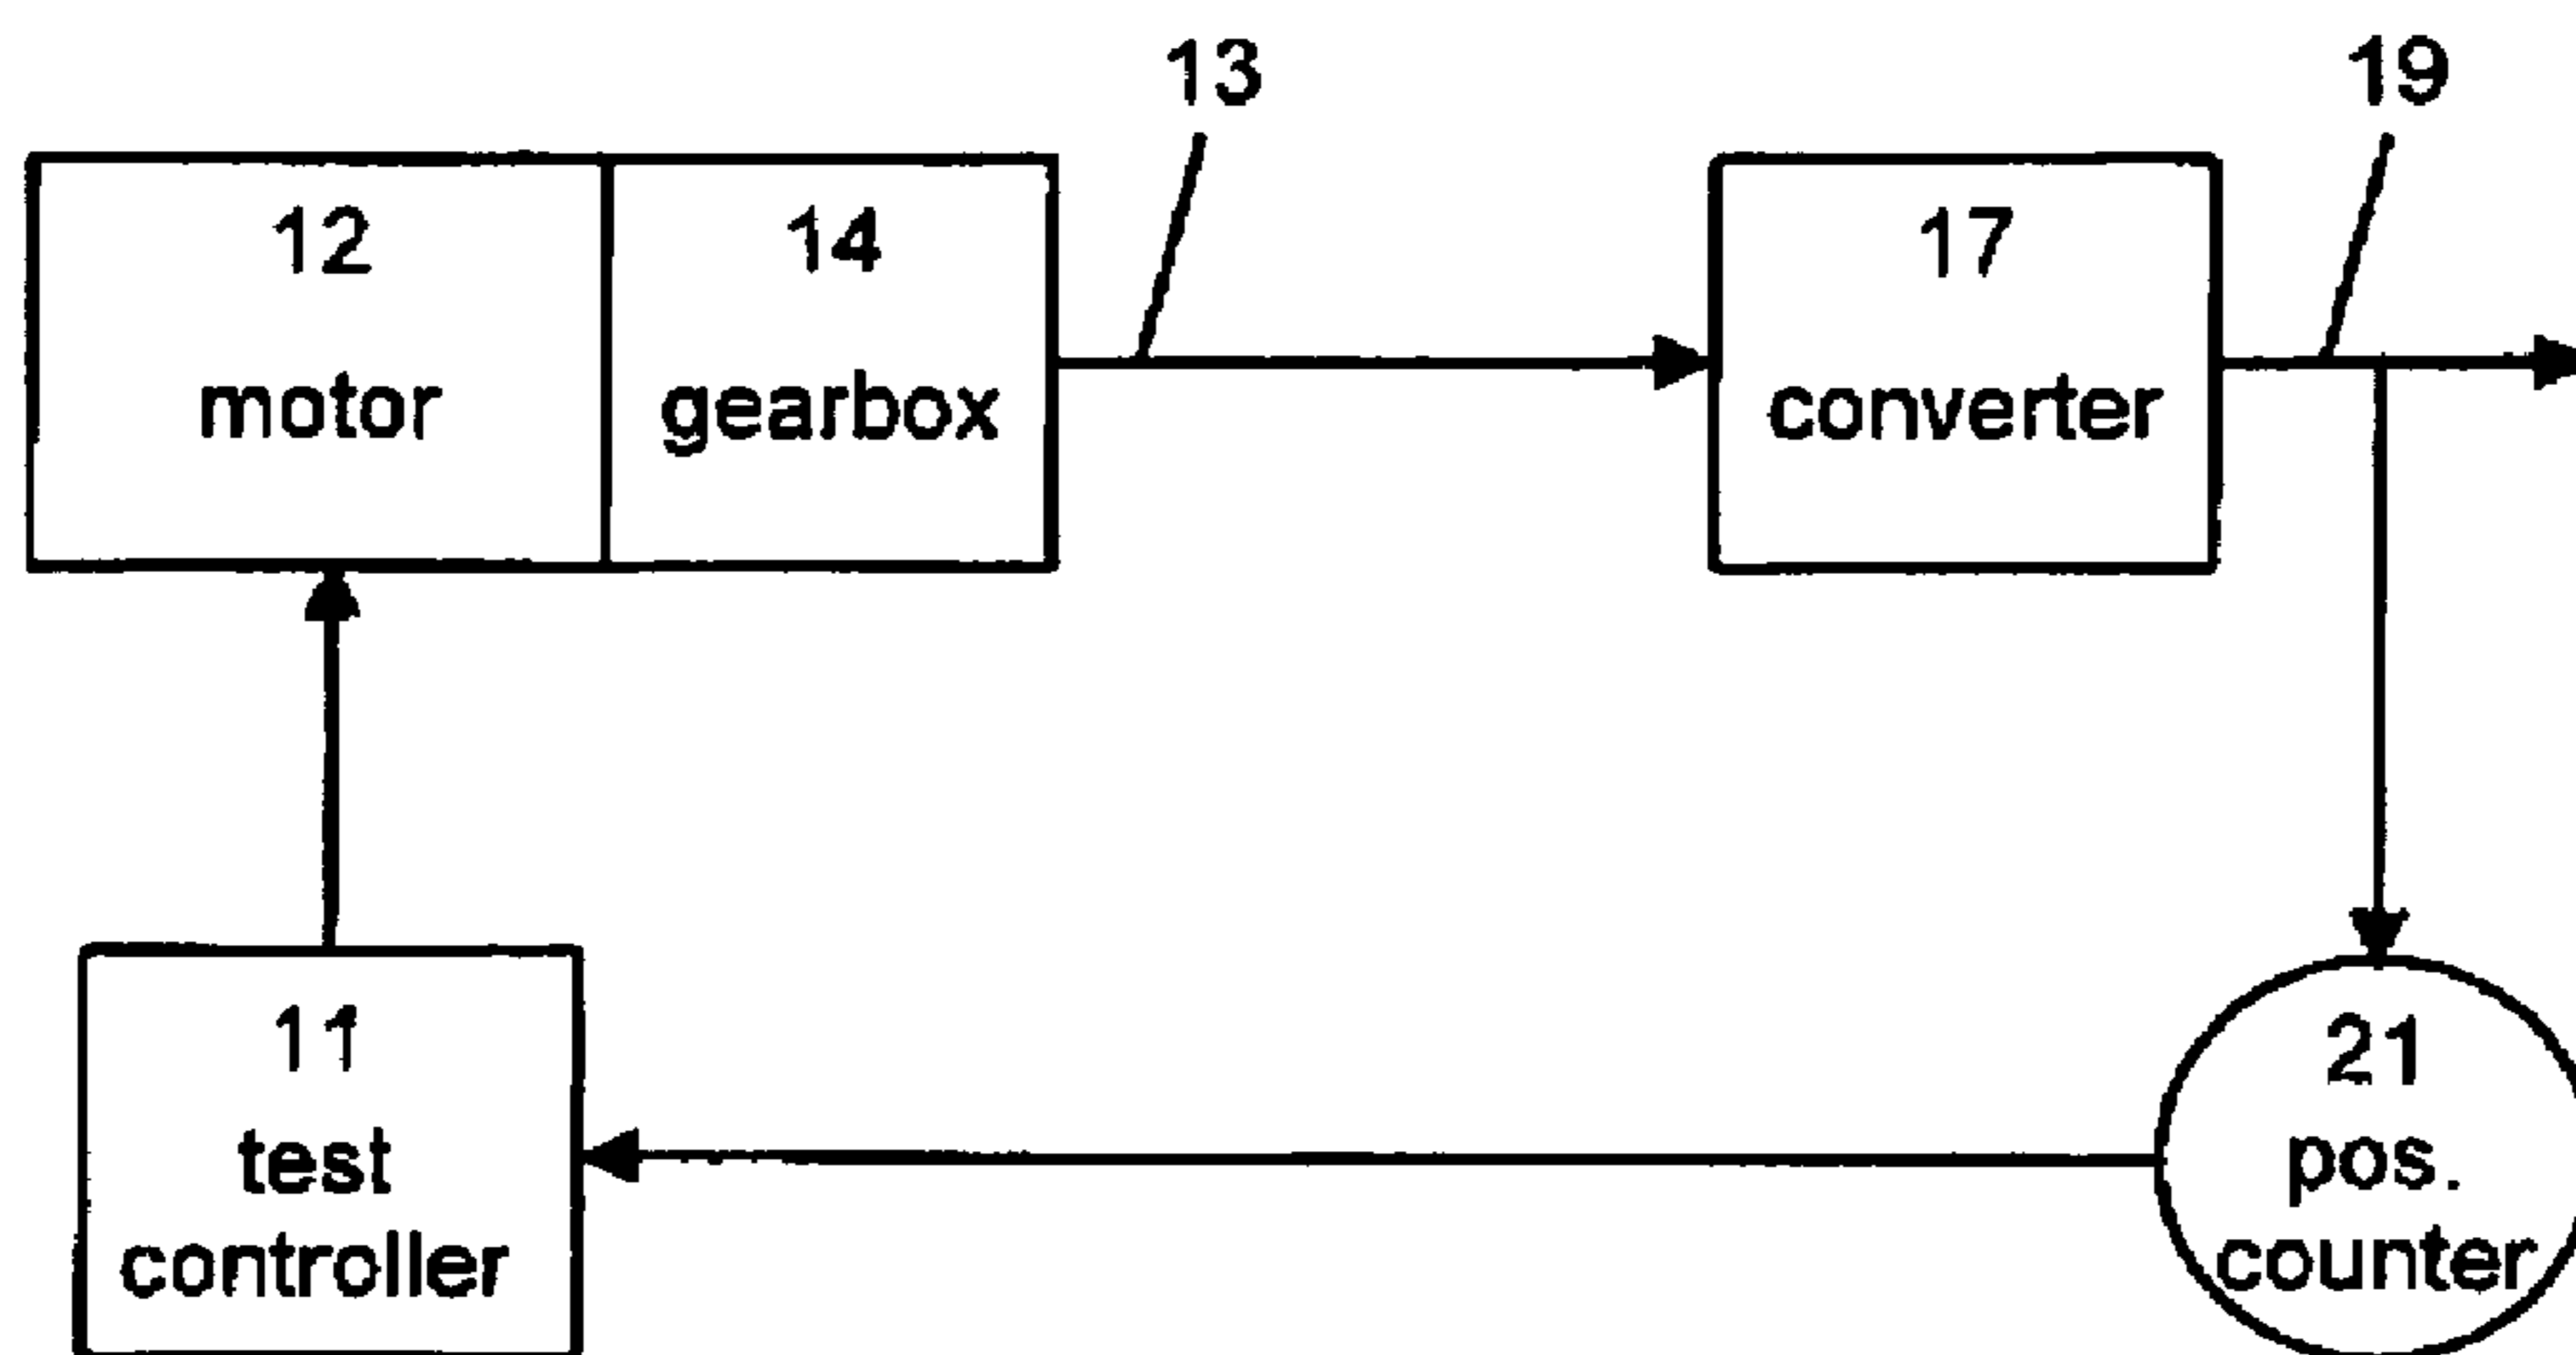 13
19
12
motor
14
gearbox
17
converter
11
test
controller
21
pos.
counter